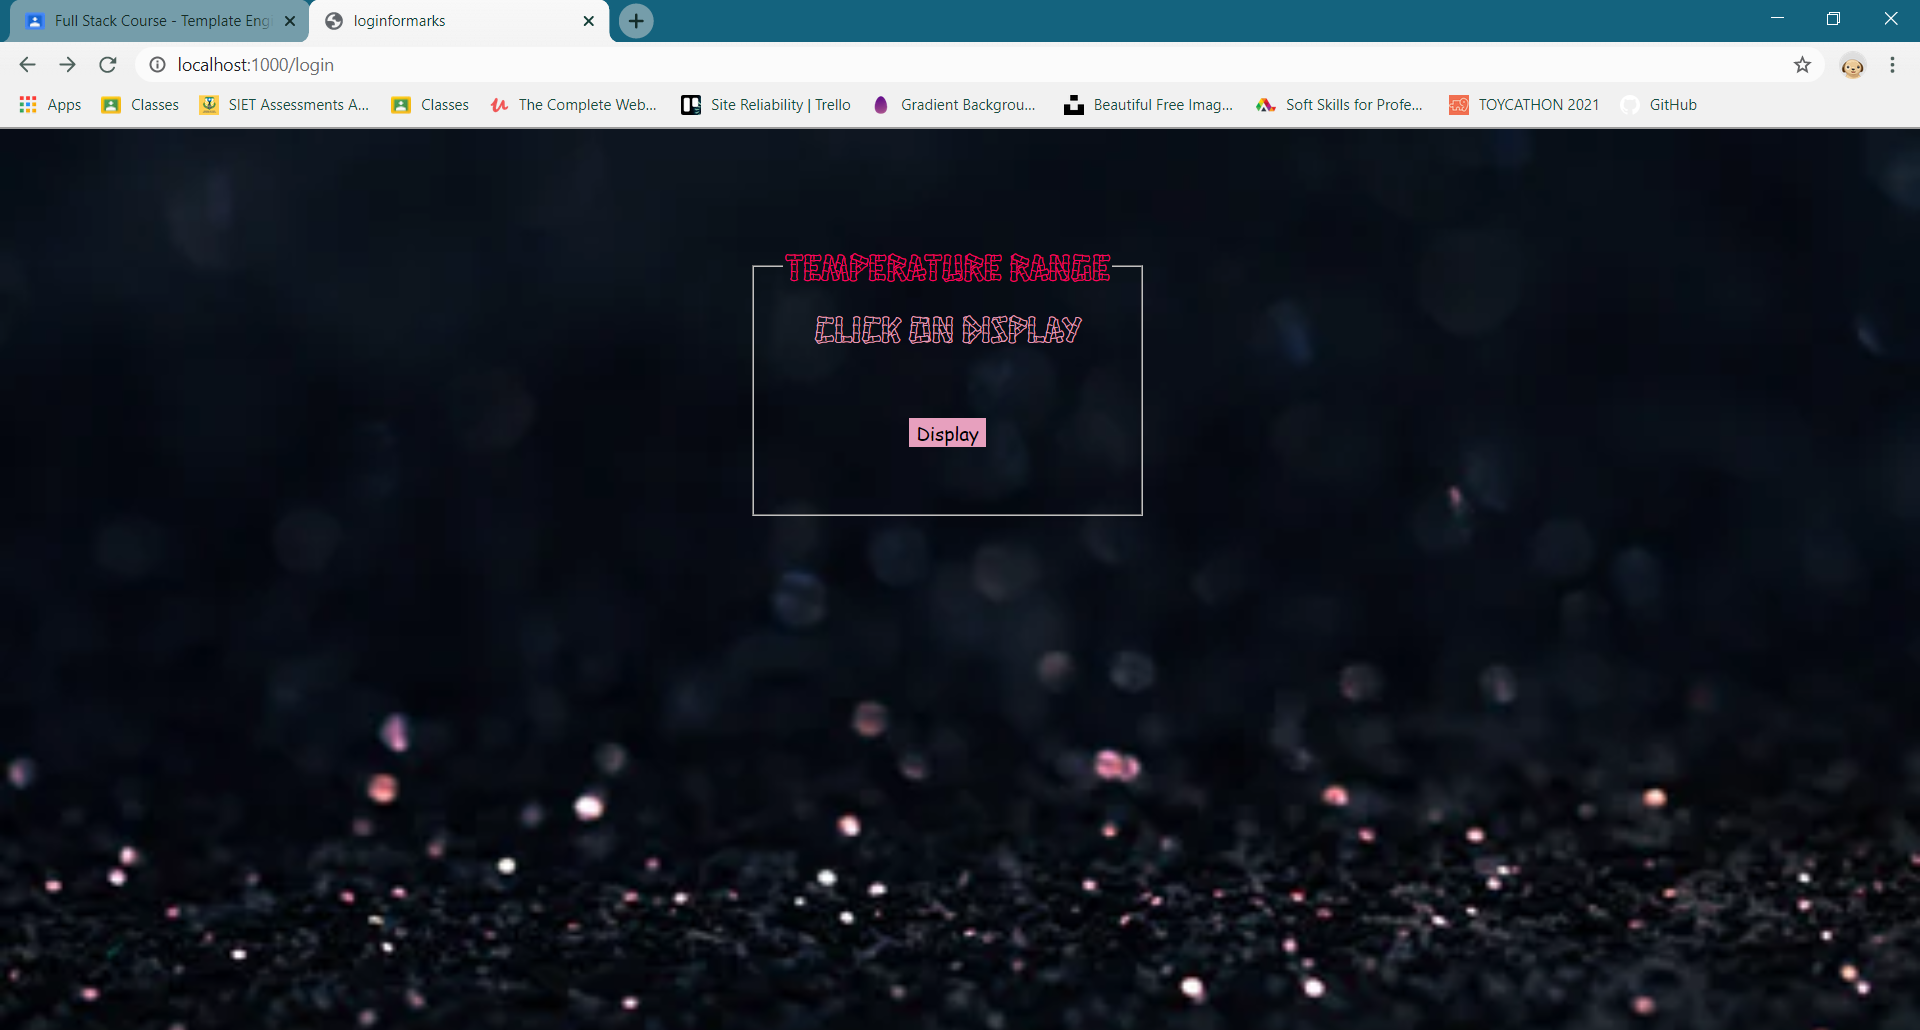 Full Stack Course - Template Eng
loginformarks
localhost:1000/login
Apps
Classes
SIET Assessments A...
Classes
The Complete Web...
Site Reliability | Trello
Gradient Backgrou...
Beautiful Free Imag...
Soft Skills for Profe...
TOYCATHON 2021
GitHub
TEMPERATURE RANGE
CLICK ON DISPLAY
Display